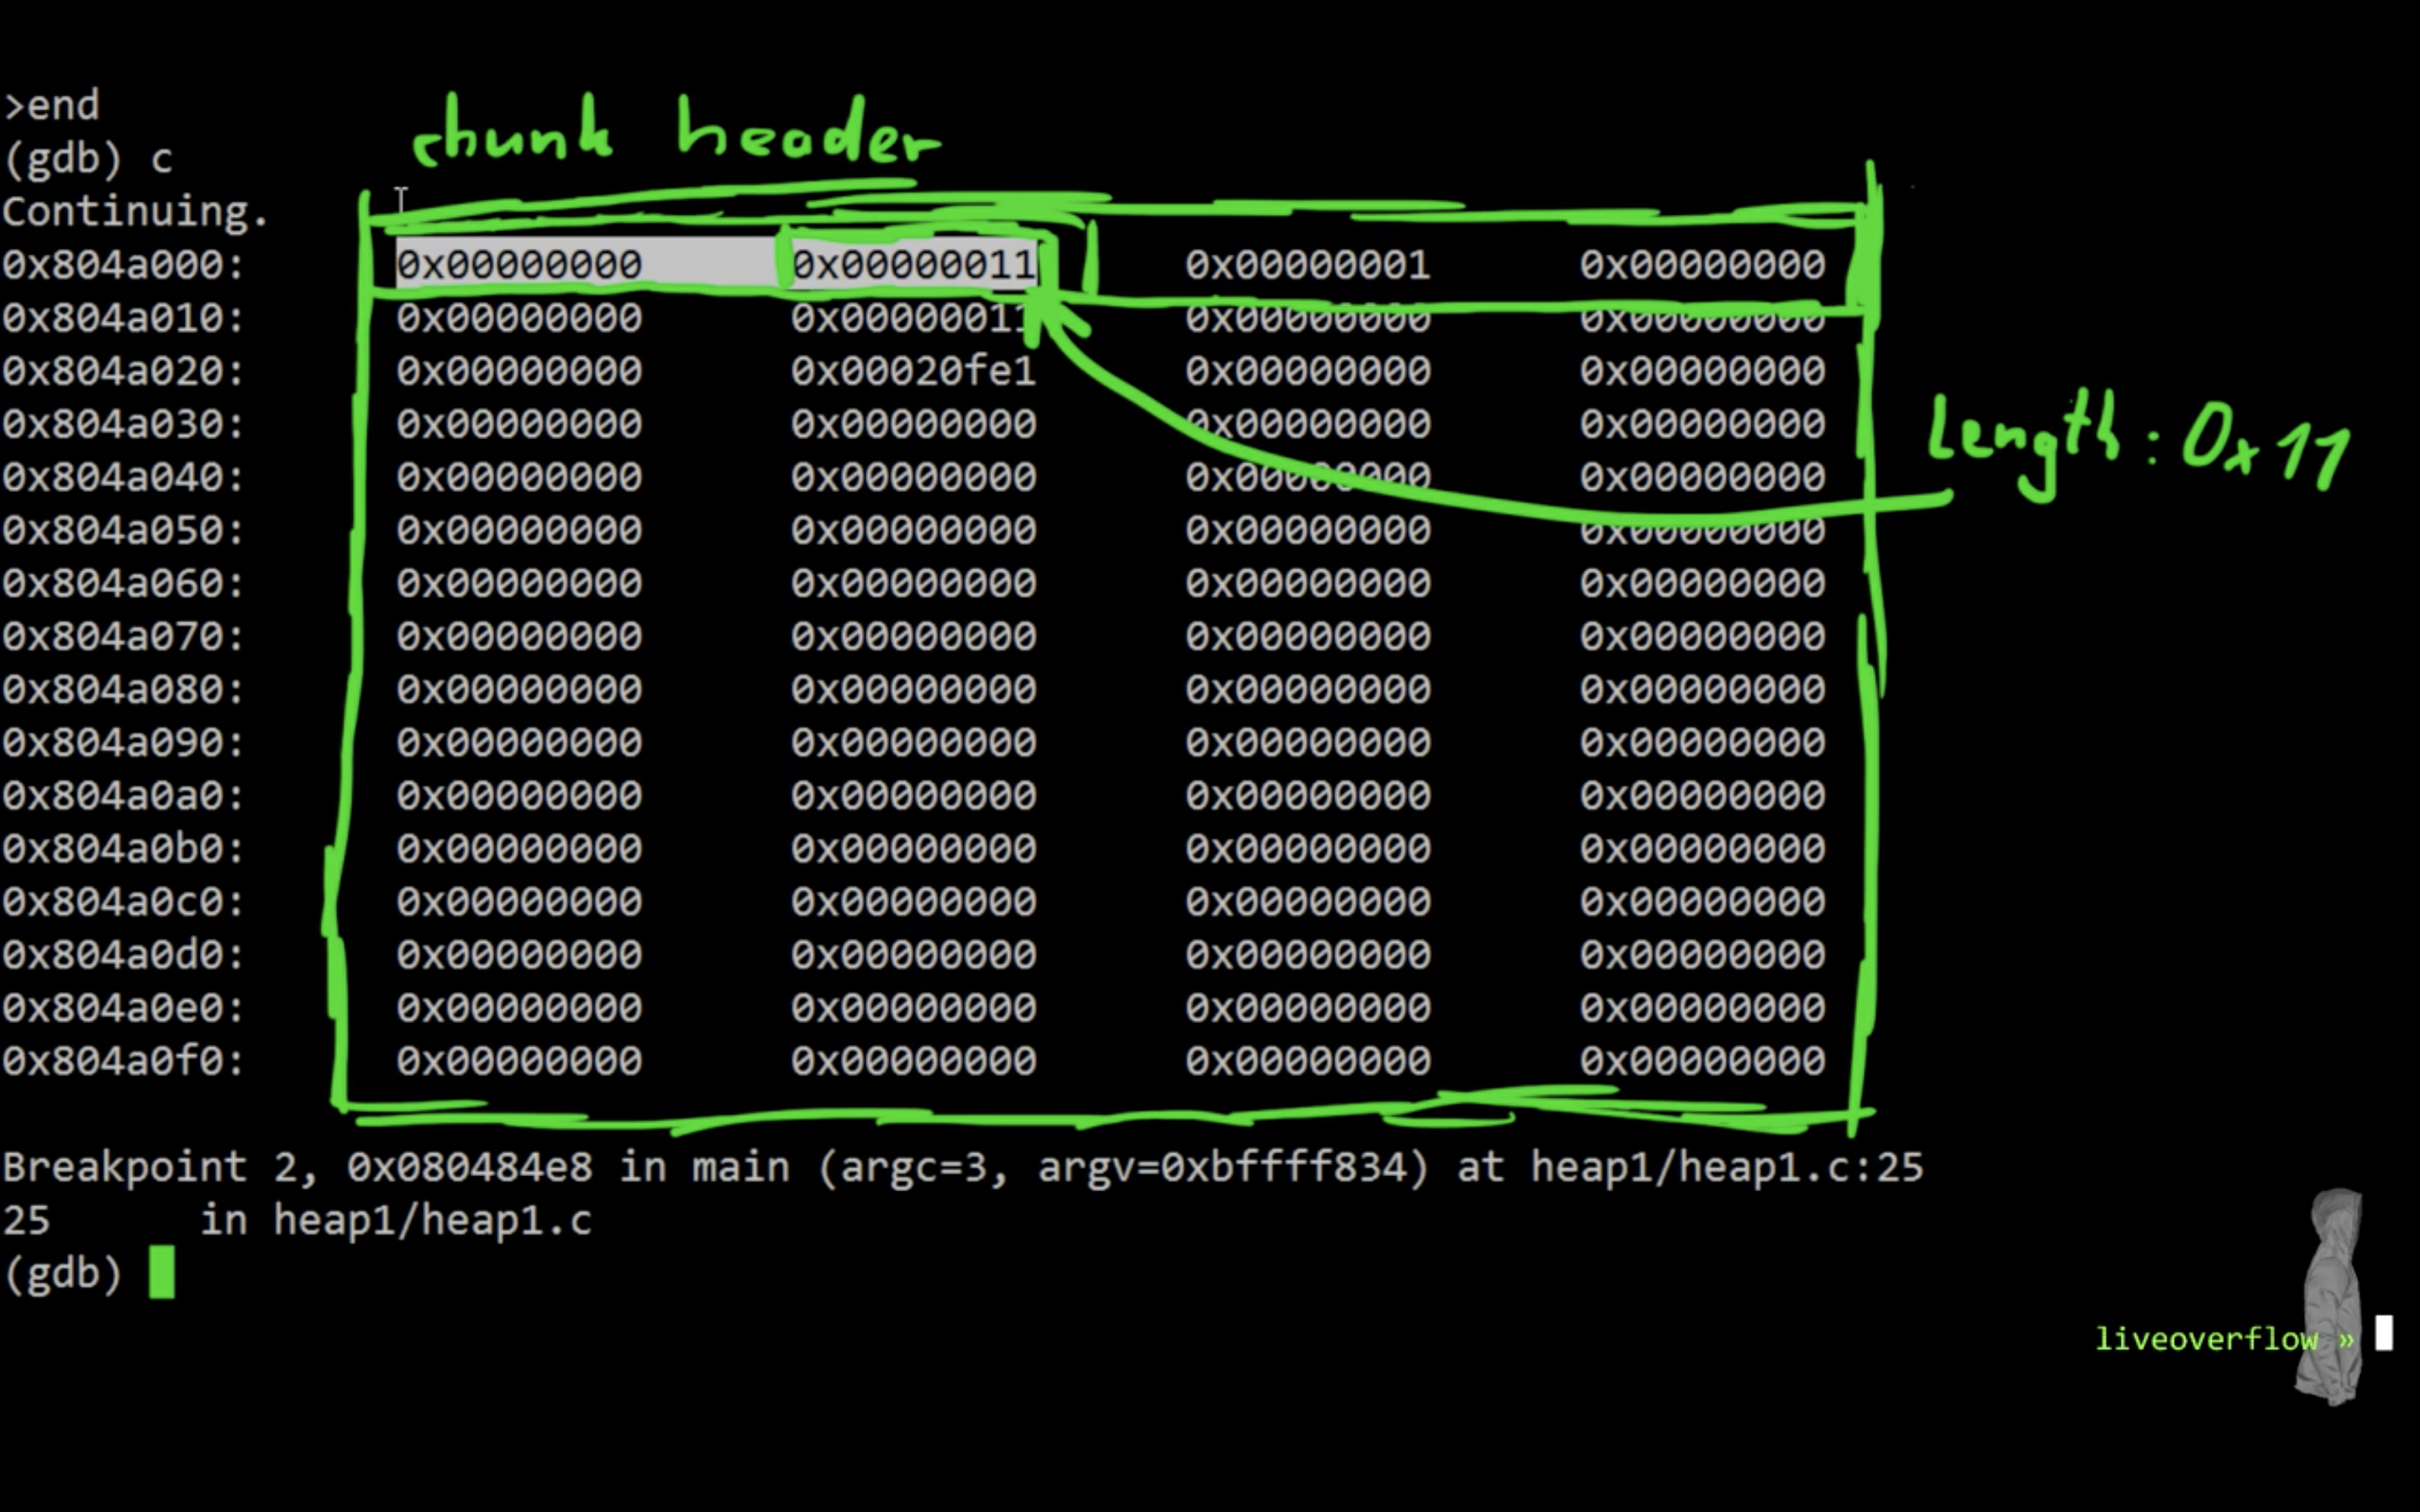 >end
chunk header
(gdb) c
Continuing.
0x804a000: 0x00000000 0x00000011 0x00000001 0x00000000
0x804a010: 0x00000000 0x00000011 0x00000000 0x00000000
0x804a020: 0x00000000 0x00020fe1 0x00000000 0x00000000
0x804a030: 0x00000000 0x00000000 0x00000000 0x00000000
Length: 0x11
0x804a040: 0x00000000 0x00000000 0x00000000 0x00000000
0x804a050: 0x00000000 0x00000000 0x00000000 0x00000000
0x804a060: 0x00000000 0x00000000 0x00000000 0x00000000
0x804a070: 0x00000000 0x00000000 0x00000000 0x00000000
0x804a080: 0x00000000 0x00000000 0x00000000 0x00000000
0x804a090: 0x00000000 0x00000000 0x00000000 0x00000000
0x804a0a0: 0x00000000 0x00000000 0x00000000 0x00000000
0x804a0b0: 0x00000000 0x00000000 0x00000000 0x00000000
0x804a0c0: 0x00000000 0x00000000 0x00000000 0x00000000
0x804a0d0: 0x00000000 0x00000000 0x00000000 0x00000000
0x804a0e0: 0x00000000 0x00000000 0x00000000 0x00000000
0x804a0f0: 0x00000000 0x00000000 0x00000000 0x00000000
Breakpoint 2, 0x080484e8 in main (argc=3, argv=0xbffff834) at heap1/heap1.c:25
25 in heap1/heap1.c
(gdb)
liveoverflow »